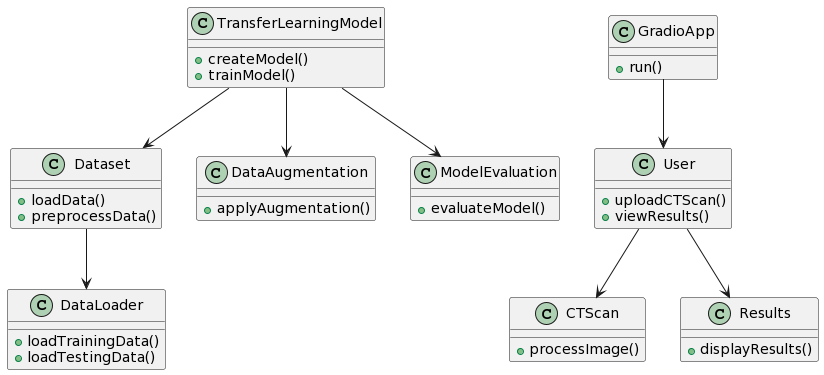 C TransferLearningModel
createModel()
trainModel()
C GradioApp
run()
C Dataset
loadData()
preprocessData()
C DataAugmentation
applyAugmentation()
C ModelEvaluation
evaluateModel()
C User
uploadCTScan()
viewResults()
C DataLoader
loadTrainingData()
loadTestingData()
C CTScan
processImage()
C Results
displayResults()